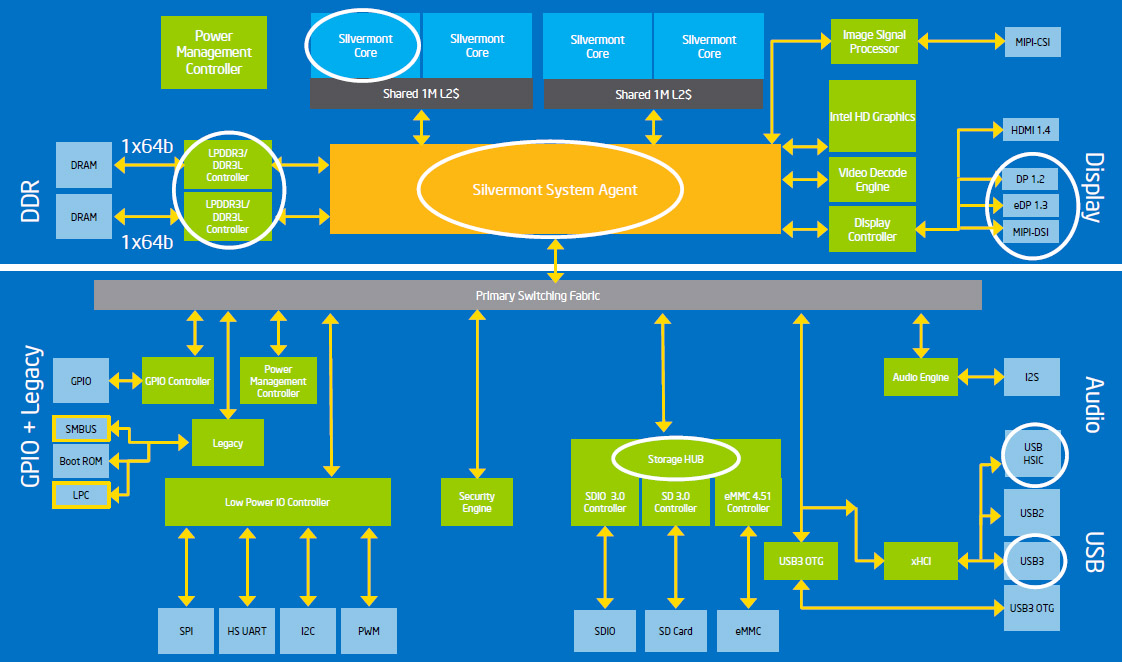 Power
Management
Controller
Silvermont
Core
Silvermont
Core
Shared 1M L2$
Silvermont
Core
Silvermont
Core
Shared 1M L2$
Image Signal
Processor
MIPI-CSI
DDR
DRAM
1x64b
LPDDR3/
DDR3L
Controller
DRAM
1x64b
LPDDR3L/
DDR3L
Controller
Silvermont System Agent
Intel HD Graphics
Video Decode
Engine
Display
Controller
HDMI 1.4
DP 1.2
eDP 1.3
MIPI-DSI
Display
Primary Switching Fabric
GPIO + Legacy
GPIO
GPIO Controller
Power
Management
Controller
SMBUS
Boot ROM
LPC
Legacy
Low Power IO Controller
SPI
HS UART
I2C
PWM
Security
Engine
Storage HUB
SDIO 3.0
Controller
SD 3.0
Controller
eMMC 4.51
Controller
SDIO
SD Card
eMMC
Audio Engine
I2S
Audio
USB3 OTG
xHCI
USB
HSIC
USB2
USB3
USB3 OTG
USB